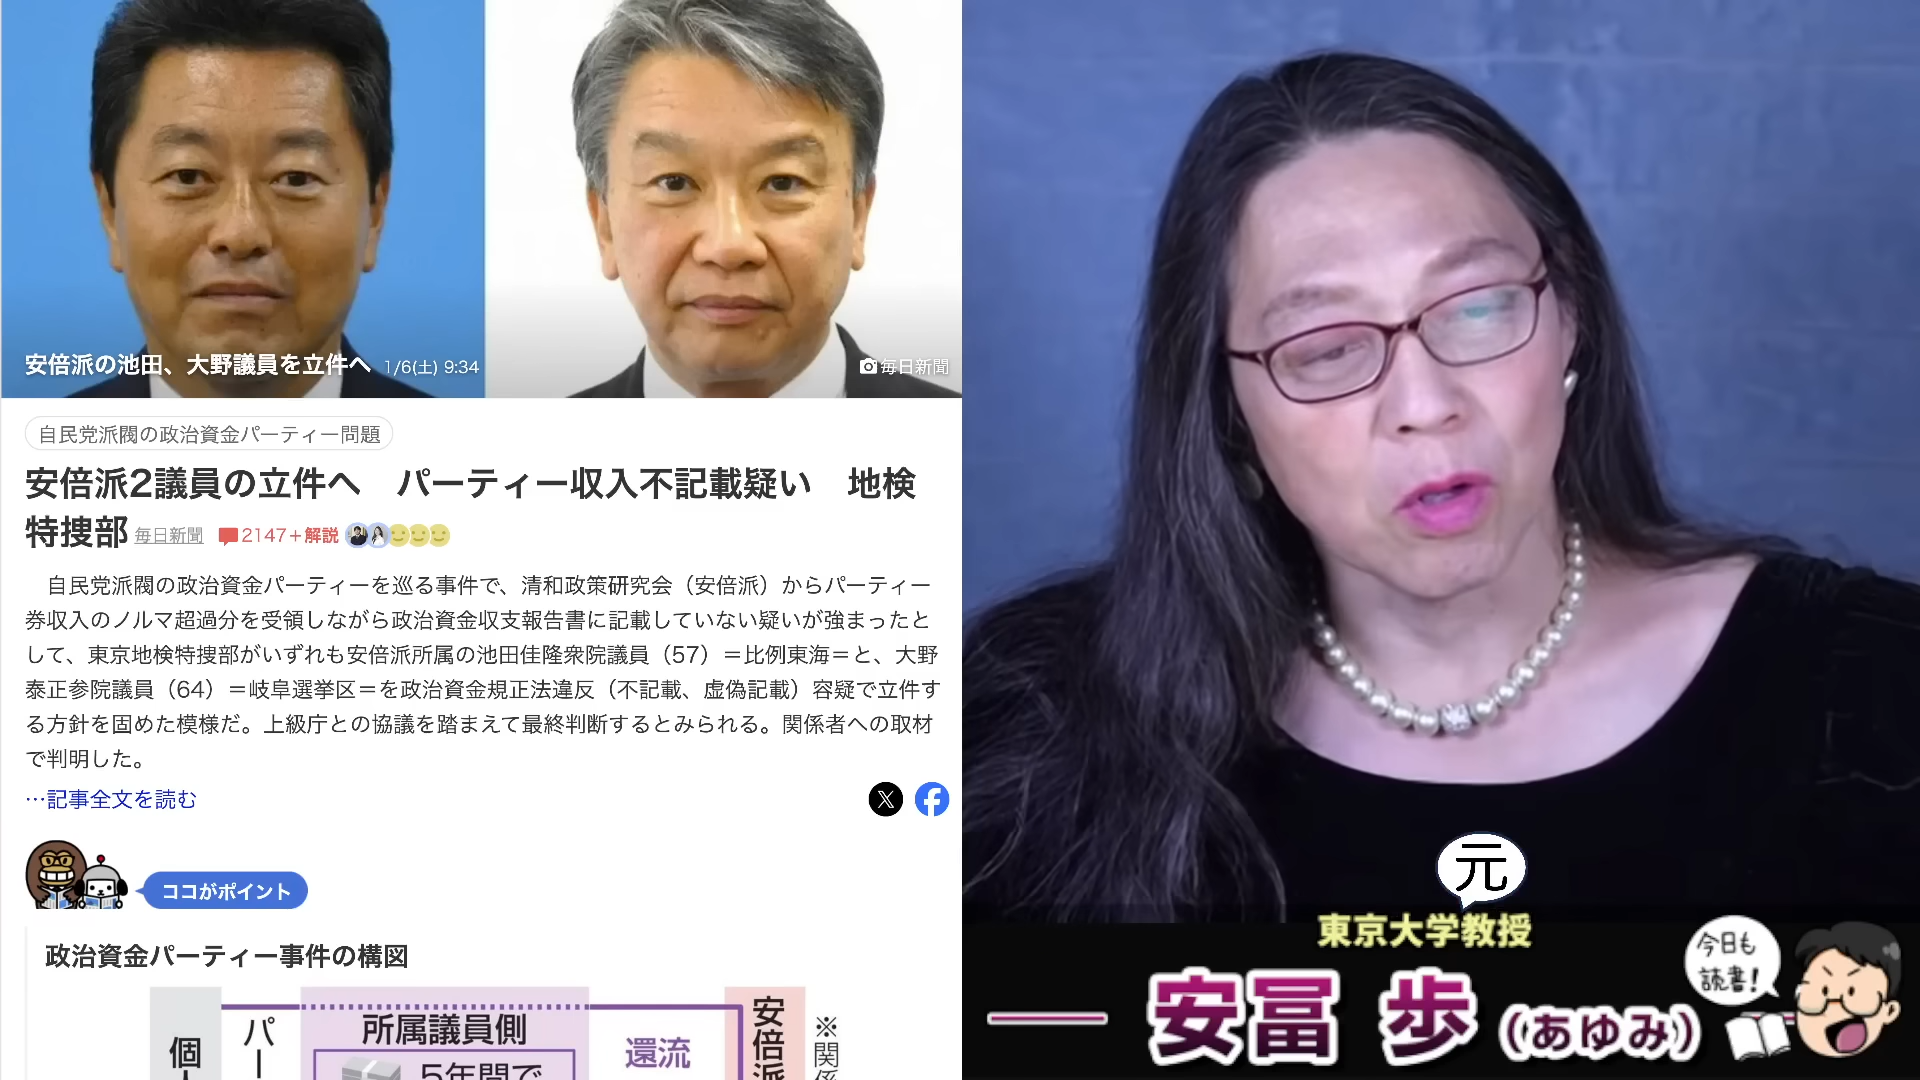 安倍派の池田、大野議員を立件へ 1/6(土) 9:34
毎日新聞
自民党派閥の政治資金パーティー問題
安倍派2議員の立件へ　パーティー収入不記載疑い　地検
特捜部 毎日新聞 2147+解説
自民党派閥の政治資金パーティーを巡る事件で、清和政策研究会（安倍派）からパーティー
券収入のノルマ超過分を受領しながら政治資金収支報告書に記載していない疑いが強まったと
して、東京地検特捜部がいずれも安倍派所属の池田佳隆衆院議員（57）＝比例東海＝と、大野
泰正参院議員（64）＝岐阜選挙区＝を政治資金規正法違反（不記載、虚偽記載）容疑で立件す
る方針を固めた模様だ。上級庁との協議を踏まえて最終判断するとみられる。関係者への取材
で判明した。
…記事全文を読む
ココがポイント
政治資金パーティー事件の構図
個人
パー
所属議員側
5年間で
還流
安倍派
※関係
元
東京大学教授
安冨 歩 (あゆみ)
今日も
読書!